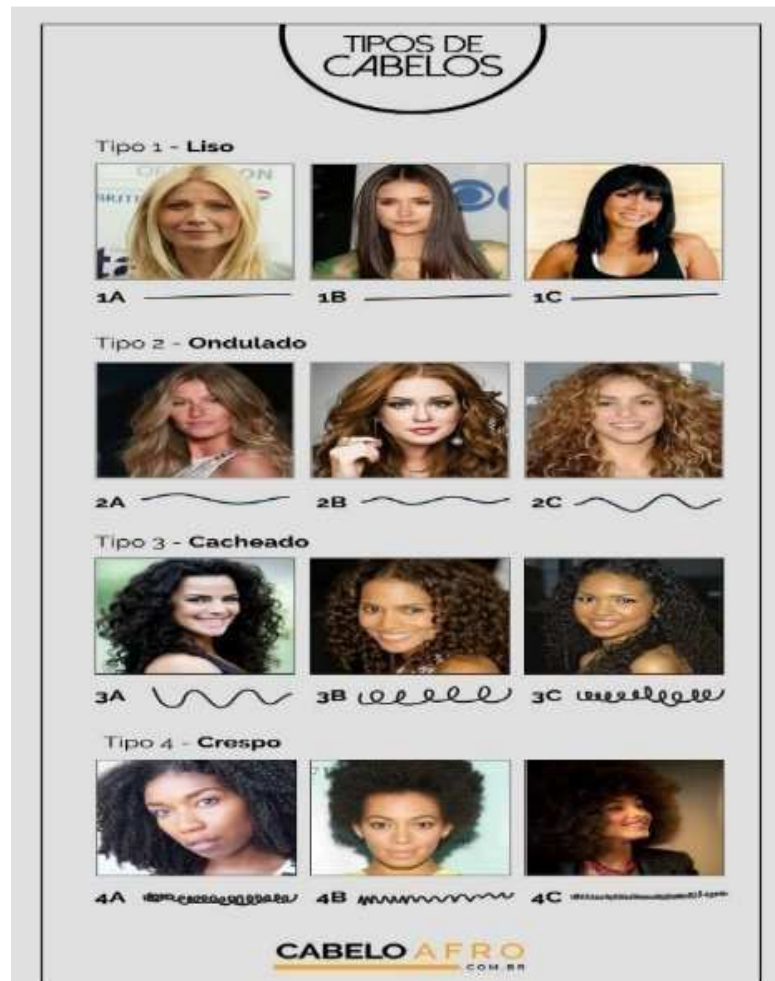 TIPOS DE
CABELOS
Tipo 1 - Liso
1A 1B 1C
Tipo 2 - Ondulado
2A 2B 2C
Tipo 3 - Cacheado
3A 3B 3C
Tipo 4 - Crespo
4A 4B 4C
CABELO AFRO
COM.BR